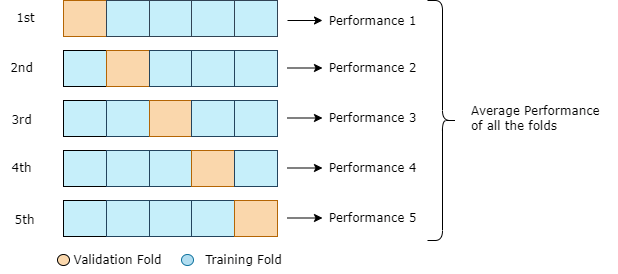 1st
Performance 1
2nd
Performance 2
3rd
Performance 3
4th
Performance 4
5th
Performance 5
Average Performance
of all the folds
Validation Fold
Training Fold